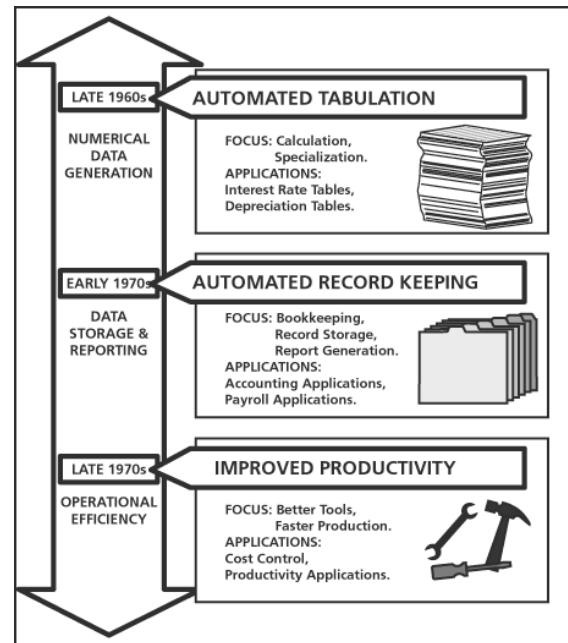 LATE 1960s
AUTOMATED TABULATION
NUMERICAL
DATA
GENERATION
FOCUS: Calculation,
Specialization.
APPLICATIONS:
Interest Rate Tables,
Depreciation Tables.
EARLY 1970s
AUTOMATED RECORD KEEPING
DATA
STORAGE &
REPORTING
FOCUS: Bookkeeping,
Record Storage,
Report Generation.
APPLICATIONS:
Accounting Applications,
Payroll Applications.
LATE 1970s
IMPROVED PRODUCTIVITY
OPERATIONAL
EFFICIENCY
FOCUS: Better Tools,
Faster Production.
APPLICATIONS:
Cost Control,
Productivity Applications.